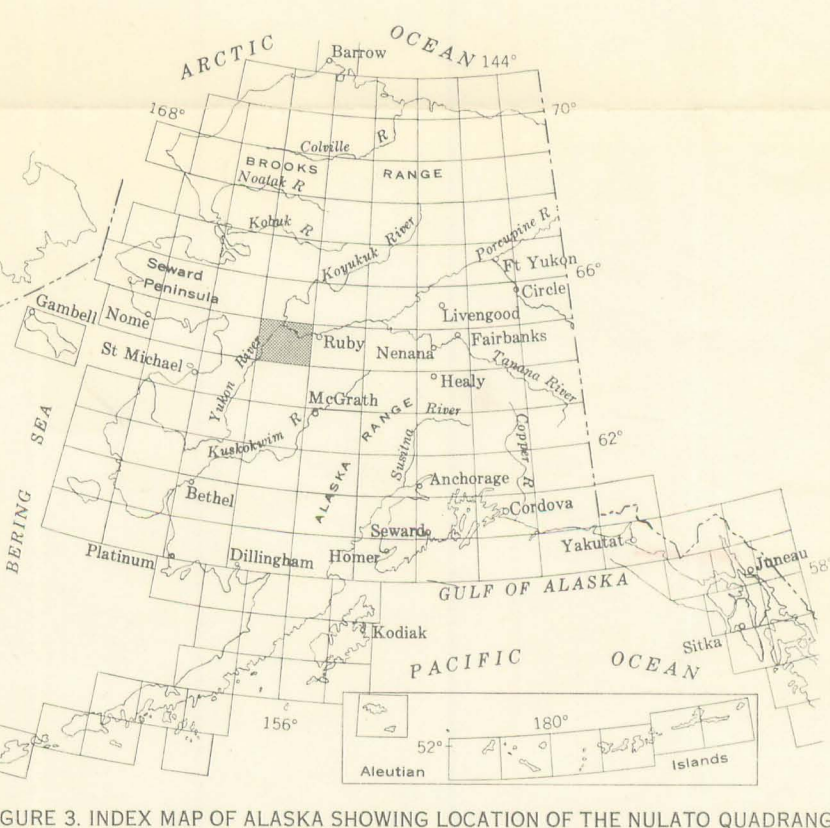 ARCTIC OCEAN
Barrow
144°
168°
70°
Colville R
BROOKS RANGE
Noatak R
Kobuk R
Koyukuk River
Porcupine R
Ft Yukon
66°
Seward Peninsula
Circle
Gambell
Nome
Livengood
St Michael
Yukon River
Ruby
Nenana
Fairbanks
Tanana River
Healy
McGrath
ALASKA RANGE
Susitna River
Copper R
62°
BERING SEA
Kuskokwim R
Bethel
Anchorage
Cordova
Seward
Platinum
Dillingham
Homer
Yakutat
Juneau
58°
GULF OF ALASKA
Kodiak
Sitka
PACIFIC OCEAN
156°
180°
52°
Aleutian Islands
GURE 3. INDEX MAP OF ALASKA SHOWING LOCATION OF THE NULATO QUADRANG